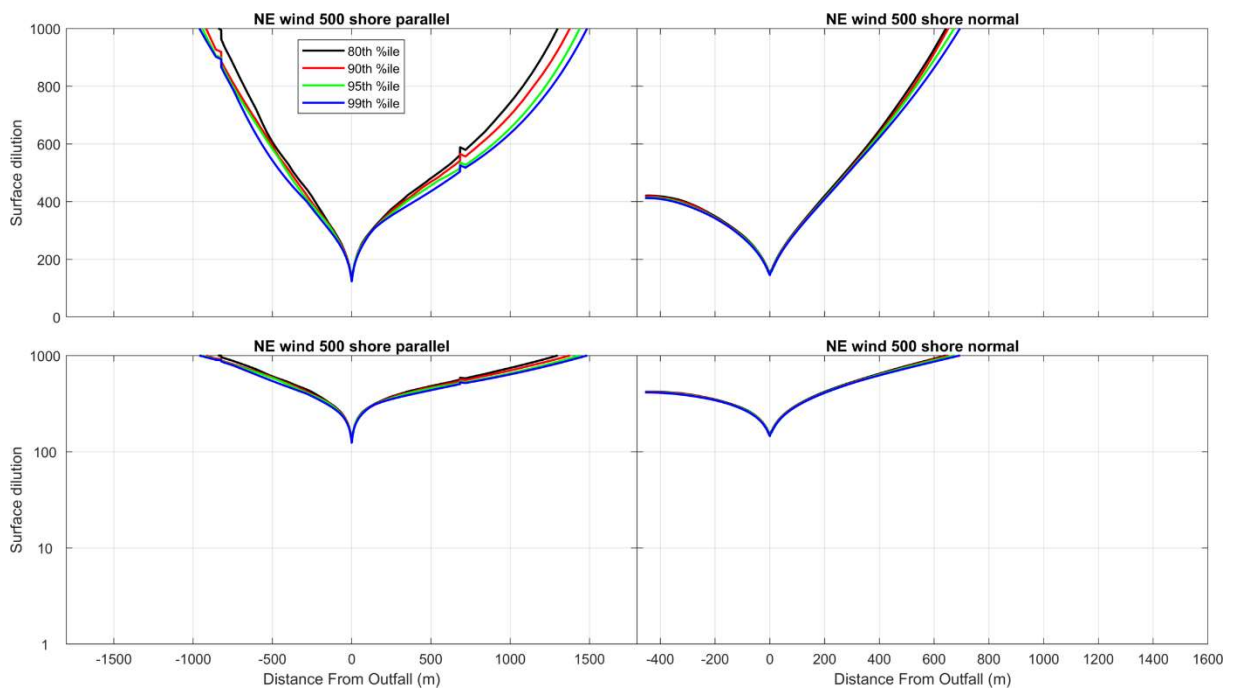 NE wind 500 shore parallel
NE wind 500 shore normal
1000
800
600
400
200
0
Surface dilution
80th %ile
90th %ile
95th %ile
99th %ile
NE wind 500 shore parallel
NE wind 500 shore normal
1000
100
10
1
Surface dilution
-1500 -1000 -500 0 500 1000 1500
-400 -200 0 200 400 600 800 1000 1200 1400 1600
Distance From Outfall (m)
Distance From Outfall (m)